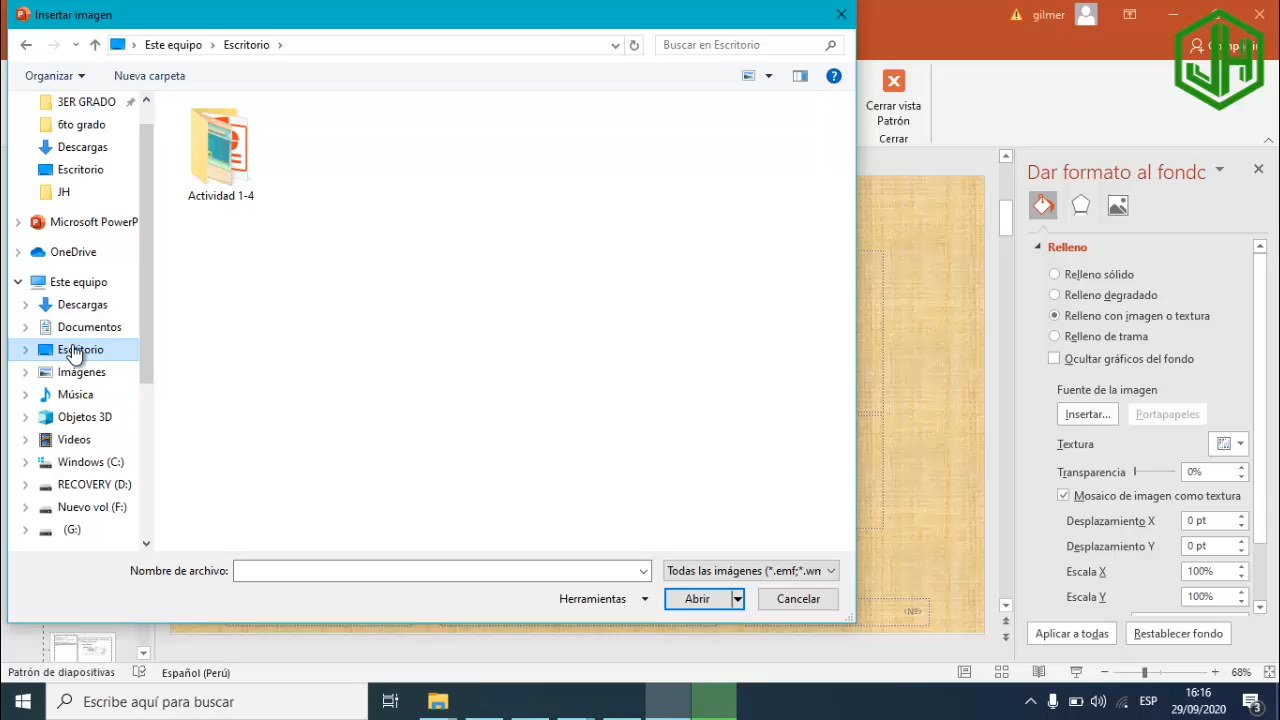 Insertar imagen
gilmer
Este equipo
Escritorio
Buscar en Escritorio
Organizar
Nueva carpeta
3ER GRADO
6to grado
Descargas
Escritorio
JH
Microsoft PowerP
OneDrive
Este equipo
Descargas
Documentos
Escritorio
Imágenes
Música
Objetos 3D
Videos
Windows (C:)
RECOVERY (D:)
Nuevo vol (F:)
(G:)
Actividad 1-4
Nombre de archivo:
Todas las imágenes (*.emf;*.wn
Herramientas
Abrir
Cancelar
JH
Cerrar vista
Patrón
Cerrar
Dar formato al fondo
Relleno
Relleno sólido
Relleno degradado
Relleno con imagen o textura
Relleno de trama
Ocultar gráficos del fondo
Fuente de la imagen
Insertar...
Portapapeles
Textura
Transparencia
0%
Mosaico de imagen como textura
Desplazamiento X
0 pt
Desplazamiento Y
0 pt
Escala X
100%
Escala Y
100%
Aplicar a todas
Restablecer fondo
(Nº)
Patrón de diapositivas
Español (Perú)
68%
Escribe aquí para buscar
ESP
16:16
29/09/2020
3